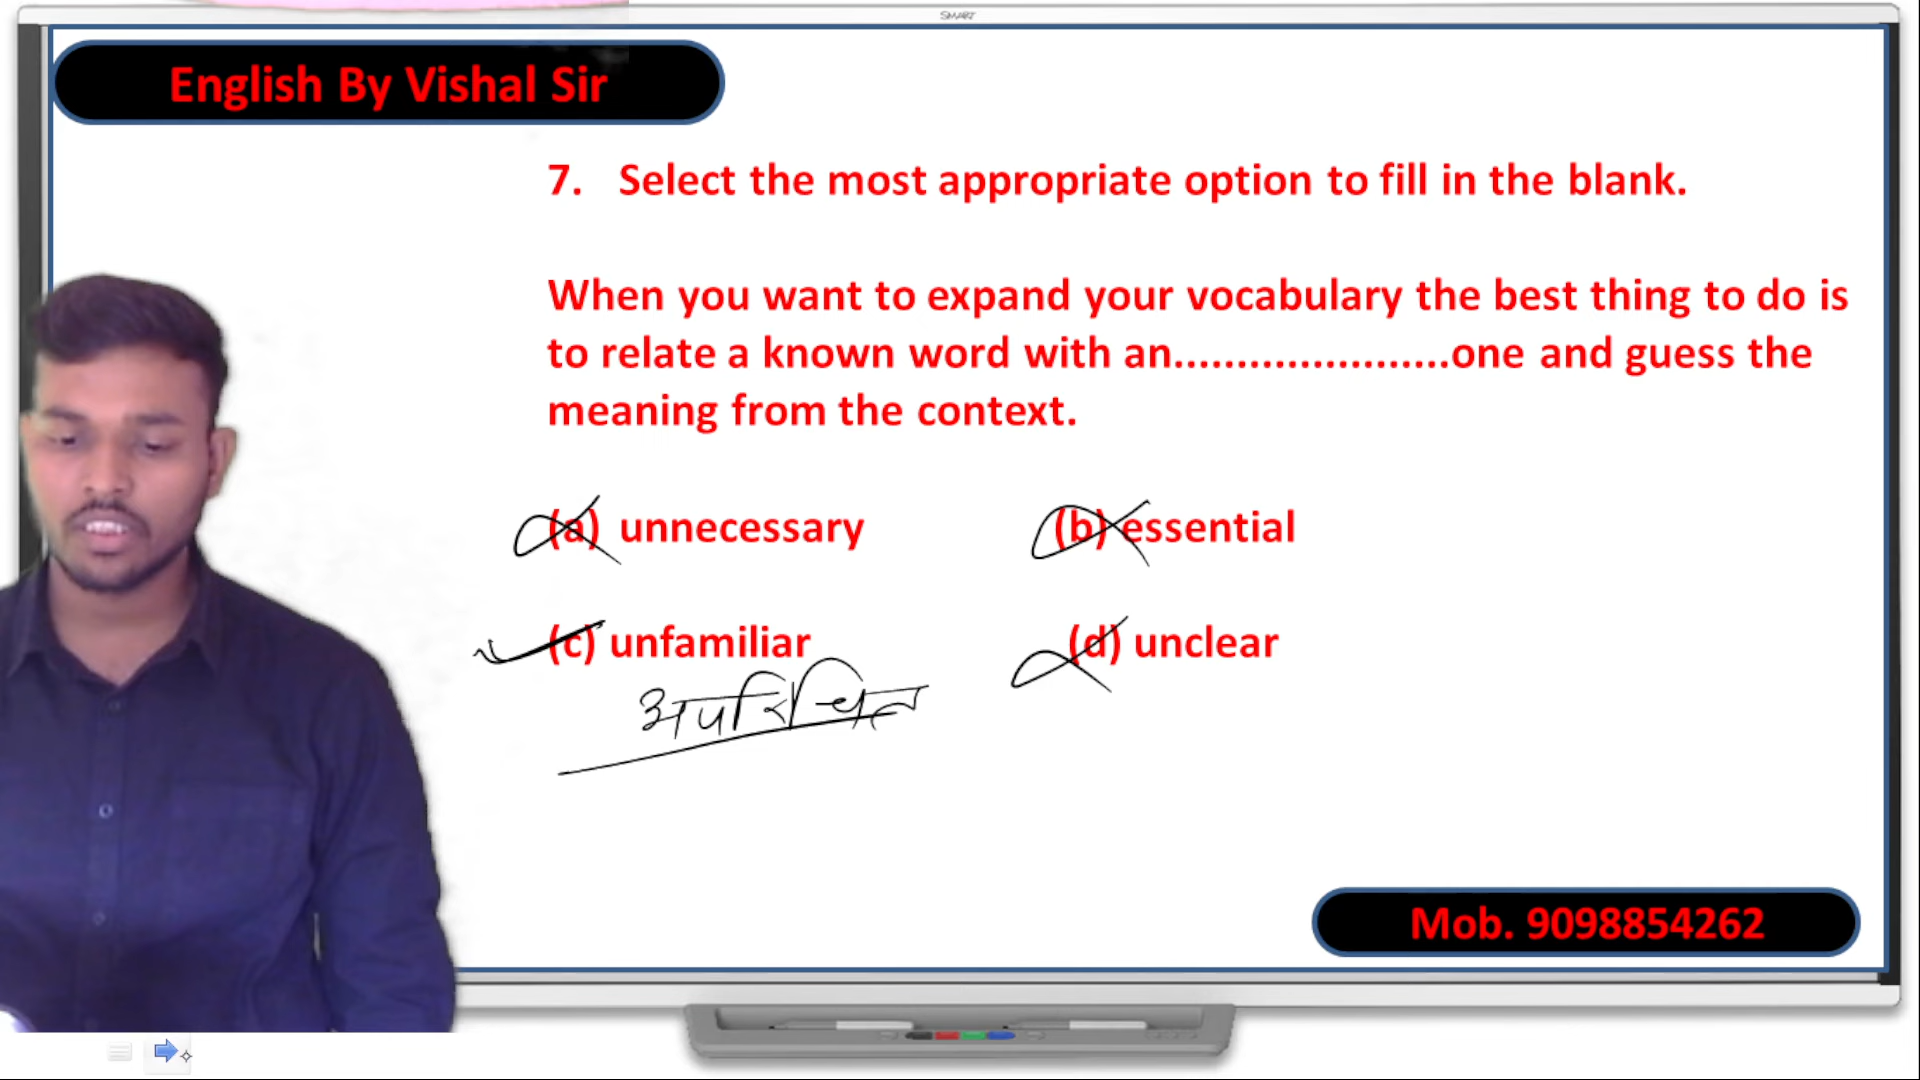 SMART
English By Vishal Sir
7. Select the most appropriate option to fill in the blank.
When you want to expand your vocabulary the best thing to do is
to relate a known word with an......................one and guess the
meaning from the context.
(a) unnecessary (b) essential
(c) unfamiliar (d) unclear
अपरिचित
Mob. 9098854262